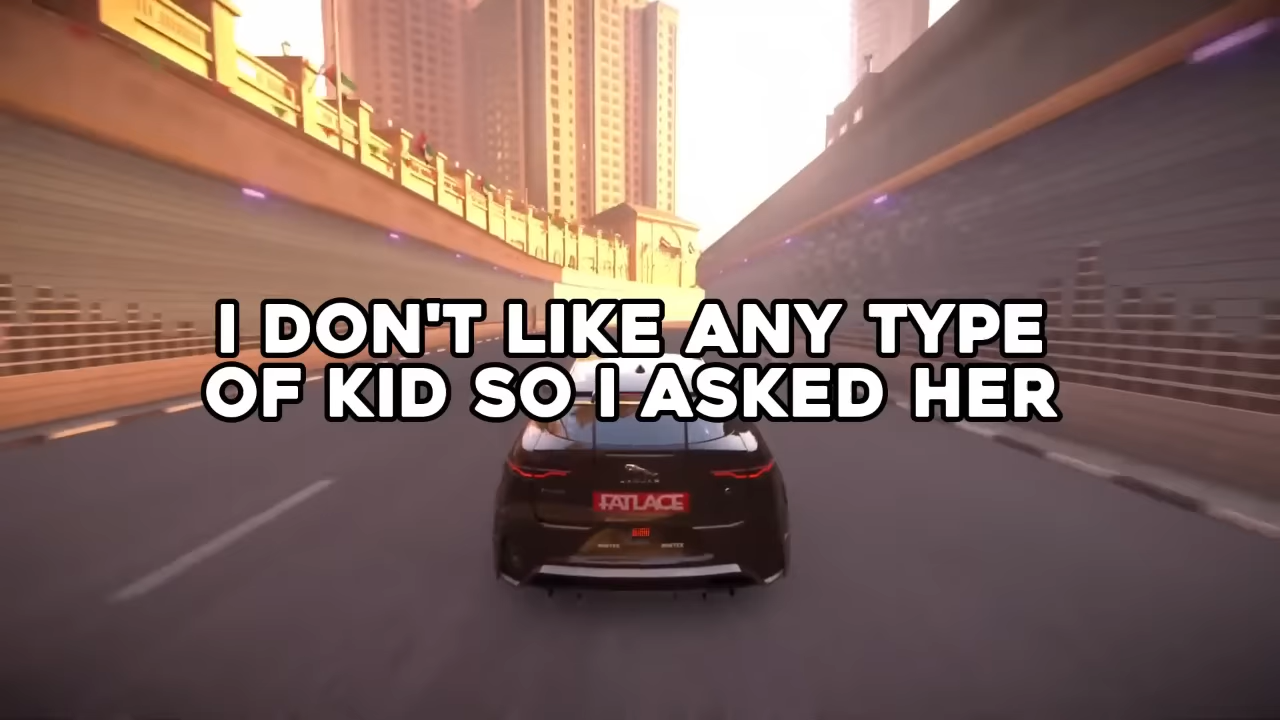 I DON'T LIKE ANY TYPE
OF KID SO I ASKED HER
FATLACE